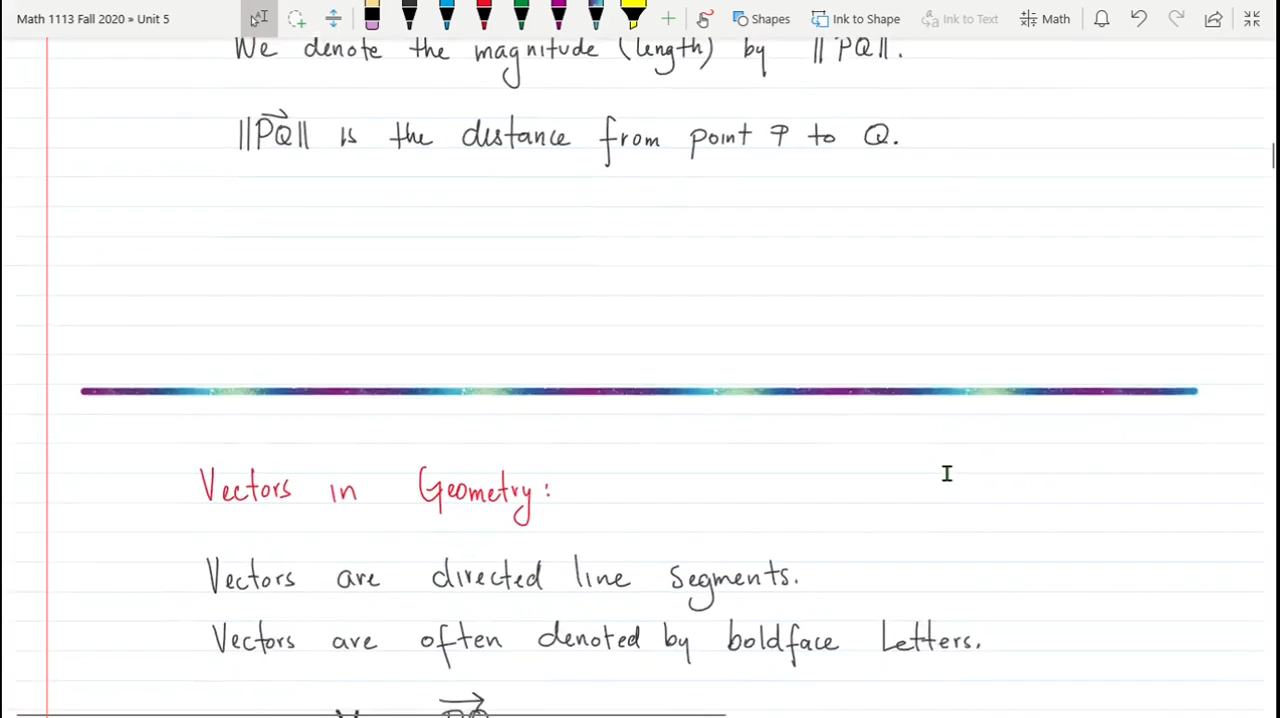 Math 1113 Fall 2020 » Unit 5
Shapes
Ink to Shape
Ink to Text
Math
We denote the magnitude (length) by ||PQ||.
||PQ|| is the distance from point P to Q.
Vectors in Geometry:
Vectors are directed line segments.
Vectors are often denoted by boldface Letters.